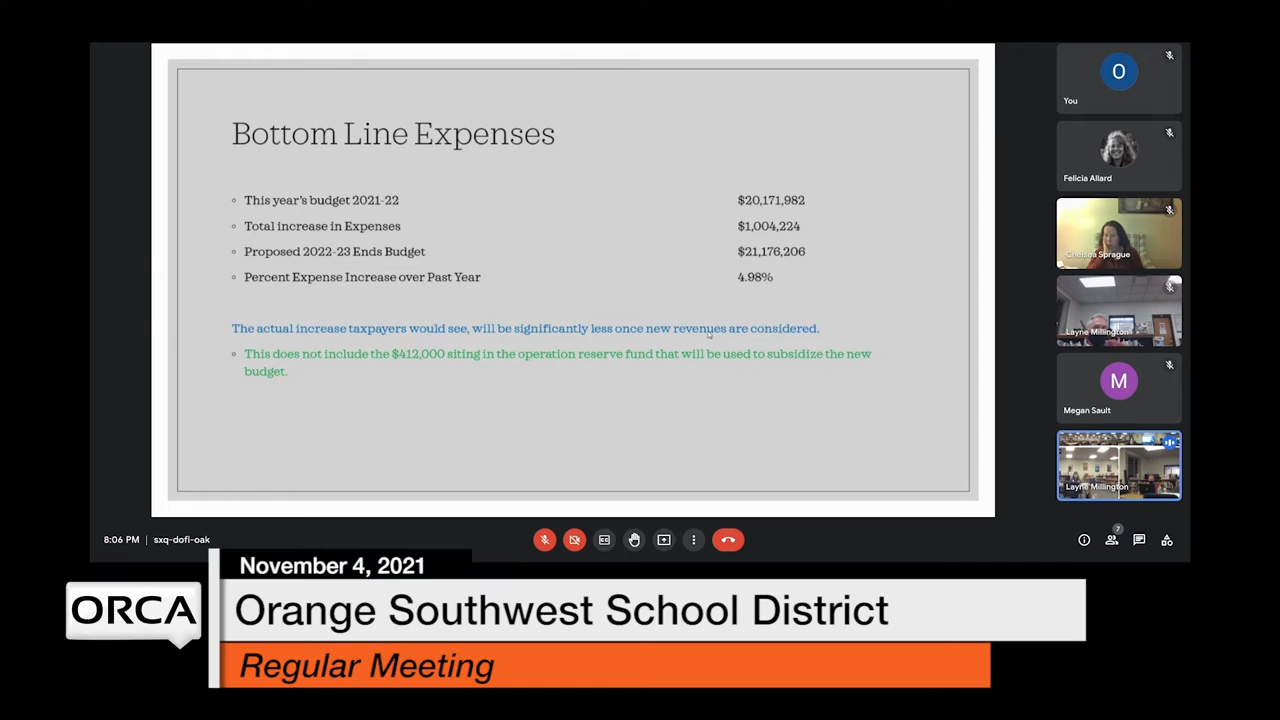 Bottom Line Expenses
This year's budget 2021-22 $20,171,982
Total increase in Expenses $1,004,224
Proposed 2022-23 Ends Budget $21,176,206
Percent Expense Increase over Past Year 4.98%
The actual increase taxpayers would see, will be significantly less once new revenues are considered.
This does not include the $412,000 siting in the operation reserve fund that will be used to subsidize the new
budget.
O
You
Felicia Allard
Chelsea Sprague
Layne Millington
M
Megan Sault
Layne Millington
8:06 PM | sxq-dofi-oak
7
November 4, 2021
ORCA
Orange Southwest School District
Regular Meeting